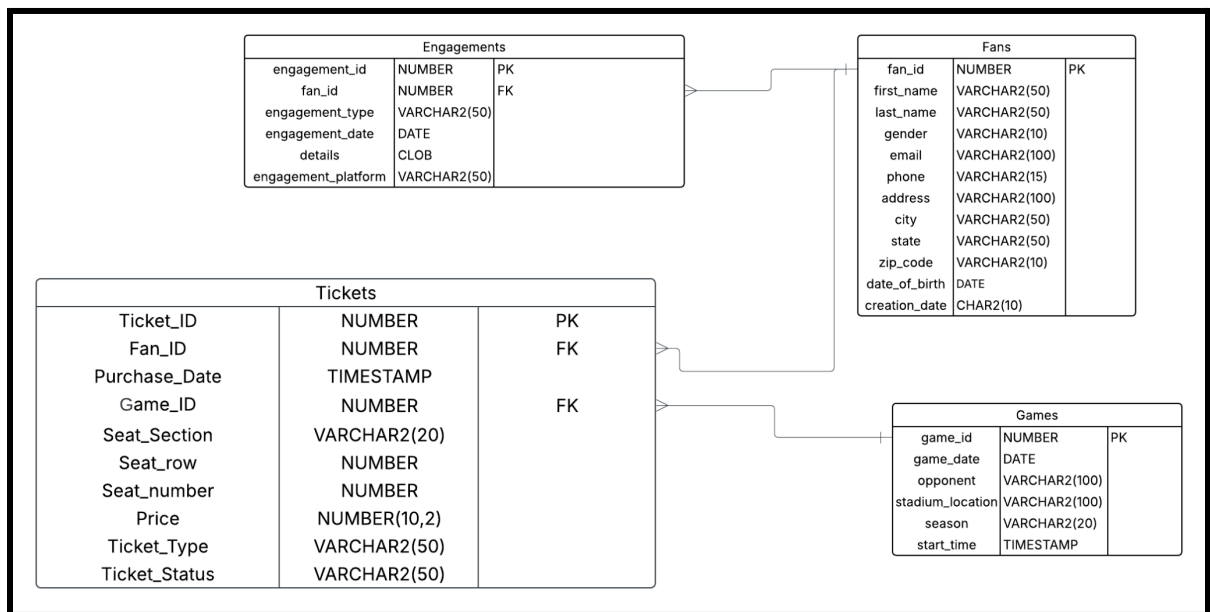 Engagements
engagement_id NUMBER PK
fan_id NUMBER FK
engagement_type VARCHAR2(50)
engagement_date DATE
details CLOB
engagement_platform VARCHAR2(50)
Fans
fan_id NUMBER PK
first_name VARCHAR2(50)
last_name VARCHAR2(50)
gender VARCHAR2(10)
email VARCHAR2(100)
phone VARCHAR2(15)
address VARCHAR2(100)
city VARCHAR2(50)
state VARCHAR2(50)
zip_code VARCHAR2(10)
date_of_birth DATE
creation_date CHAR2(10)
Tickets
Ticket_ID NUMBER PK
Fan_ID NUMBER FK
Purchase_Date TIMESTAMP
Game_ID NUMBER FK
Seat_Section VARCHAR2(20)
Seat_row NUMBER
Seat_number NUMBER
Price NUMBER(10,2)
Ticket_Type VARCHAR2(50)
Ticket_Status VARCHAR2(50)
Games
game_id NUMBER PK
game_date DATE
opponent VARCHAR2(100)
stadium_location VARCHAR2(100)
season VARCHAR2(20)
start_time TIMESTAMP